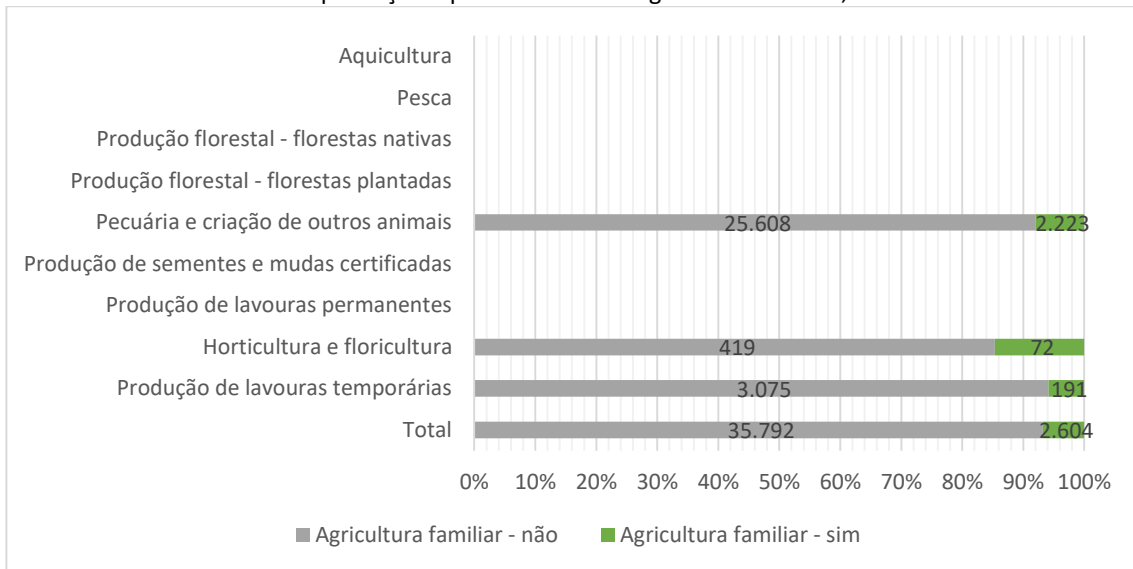 Aquicultura
Pesca
Produção florestal - florestas nativas
Produção florestal - florestas plantadas
Pecuária e criação de outros animais 25.608 2.223
Produção de sementes e mudas certificadas
Produção de lavouras permanentes
Horticultura e floricultura 419 72
Produção de lavouras temporárias 3.075 191
Total 35.792 2.604
0% 10% 20% 30% 40% 50% 60% 70% 80% 90% 100%
Agricultura familiar - não Agricultura familiar - sim